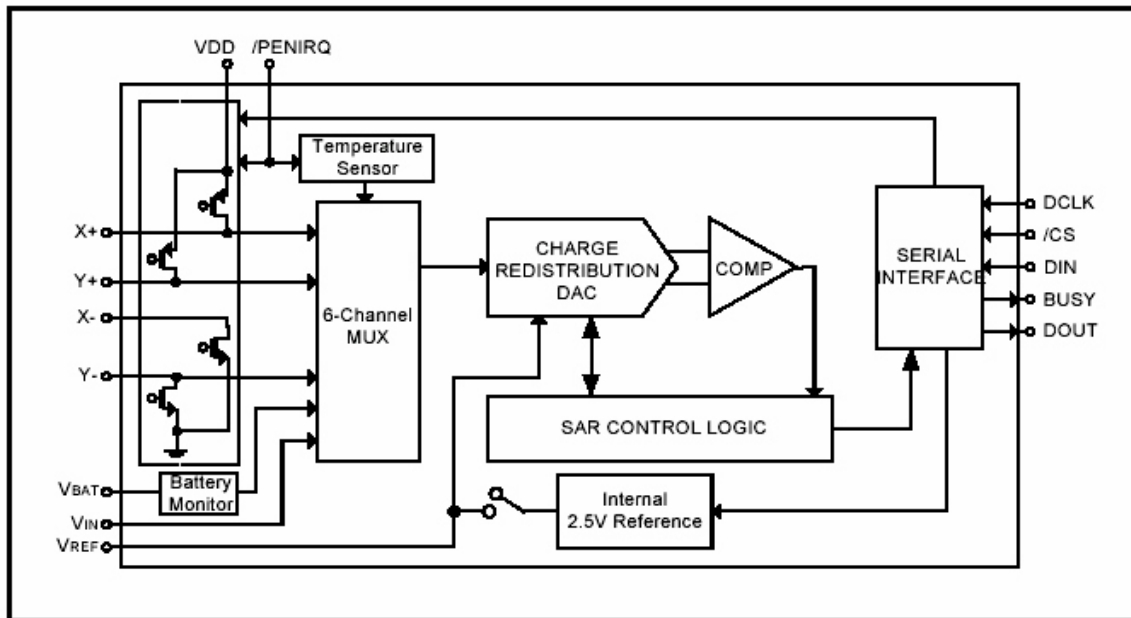 VDD /PENIRQ
Temperature
Sensor
X+
Y+
X-
Y-
6-Channel
MUX
CHARGE
REDISTRIBUTION
DAC
COMP
SERIAL
INTERFACE
DCLK
/CS
DIN
BUSY
DOUT
SAR CONTROL LOGIC
VBAT
Battery
Monitor
VIN
VREF
Internal
2.5V Reference